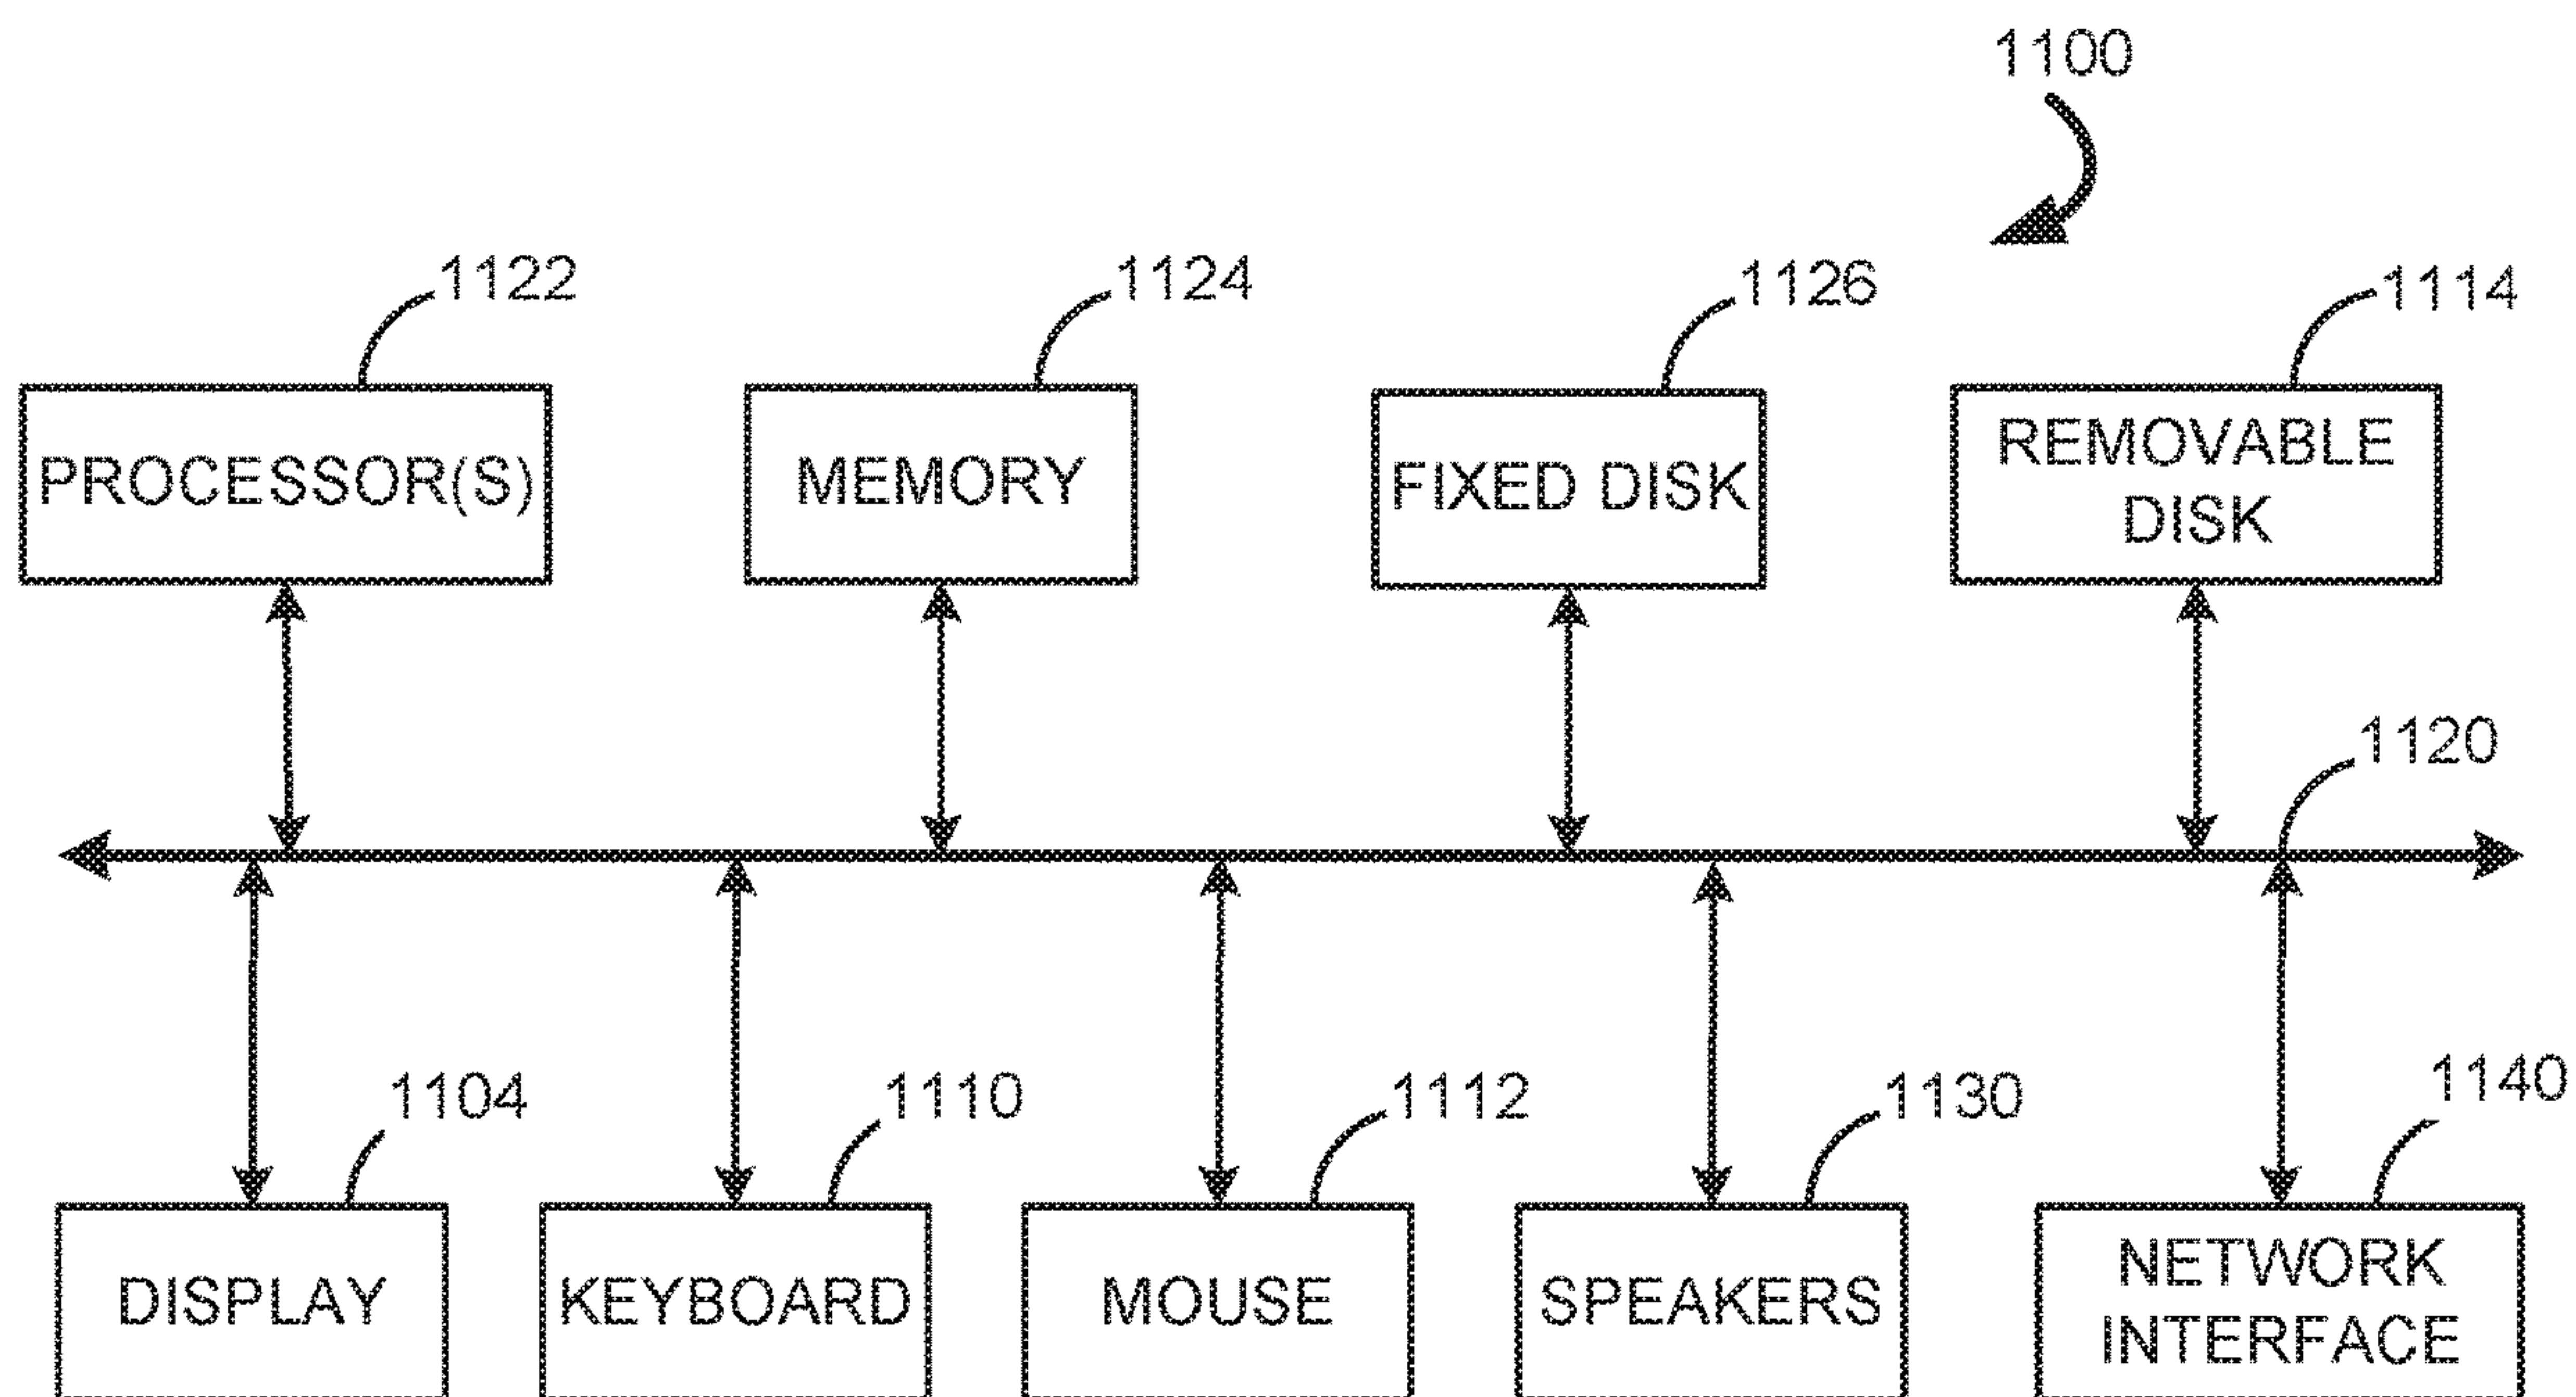 1100
1122
1124
1126
1114
PROCESSOR(S)
MEMORY
FIXED DISK
REMOVABLE
DISK
1120
1104
1110
1112
1130
1140
DISPLAY
KEYBOARD
MOUSE
SPEAKERS
NETWORK
INTERFACE